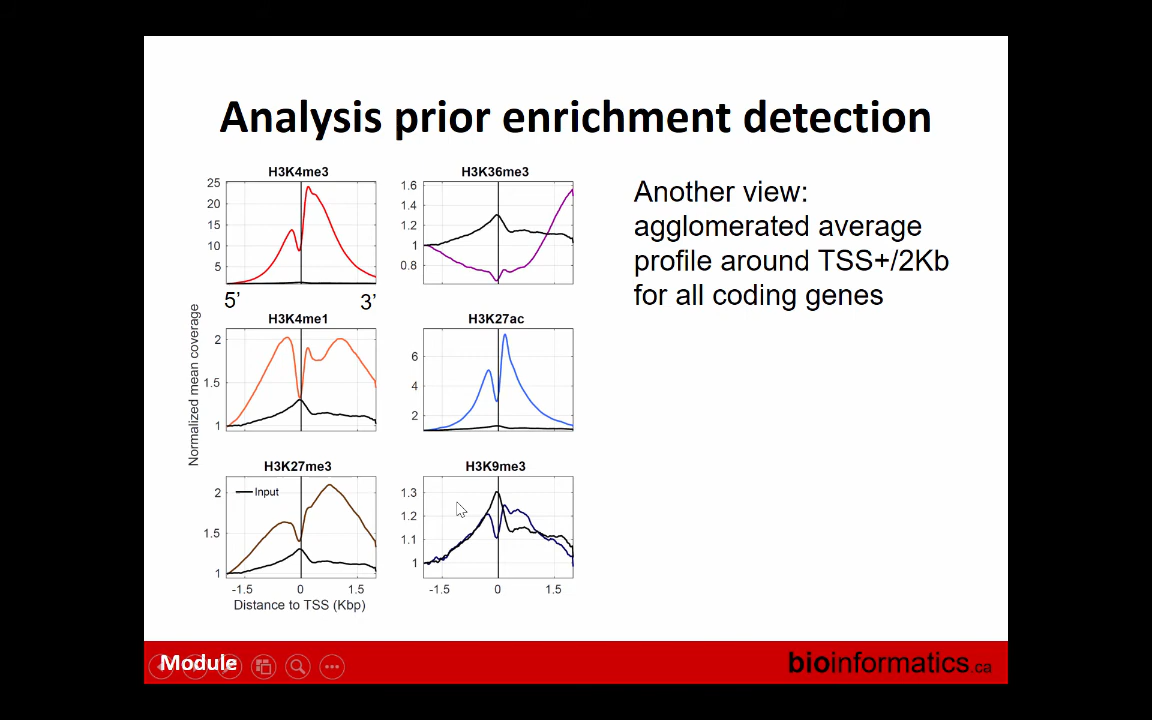 Analysis prior enrichment detection
H3K4me3
25
20
15
10
5
5'
3'
H3K36me3
1.6
1.4
1.2
1
0.8
Another view:
agglomerated average
profile around TSS+/2Kb
for all coding genes
Normalized mean coverage
H3K4me1
2
1.5
1
H3K27ac
6
4
2
H3K27me3
2
1.5
1
Input
-1.5
0
1.5
Distance to TSS (Kbp)
H3K9me3
1.3
1.2
1.1
1
-1.5
0
1.5
Module
bioinformatics.ca